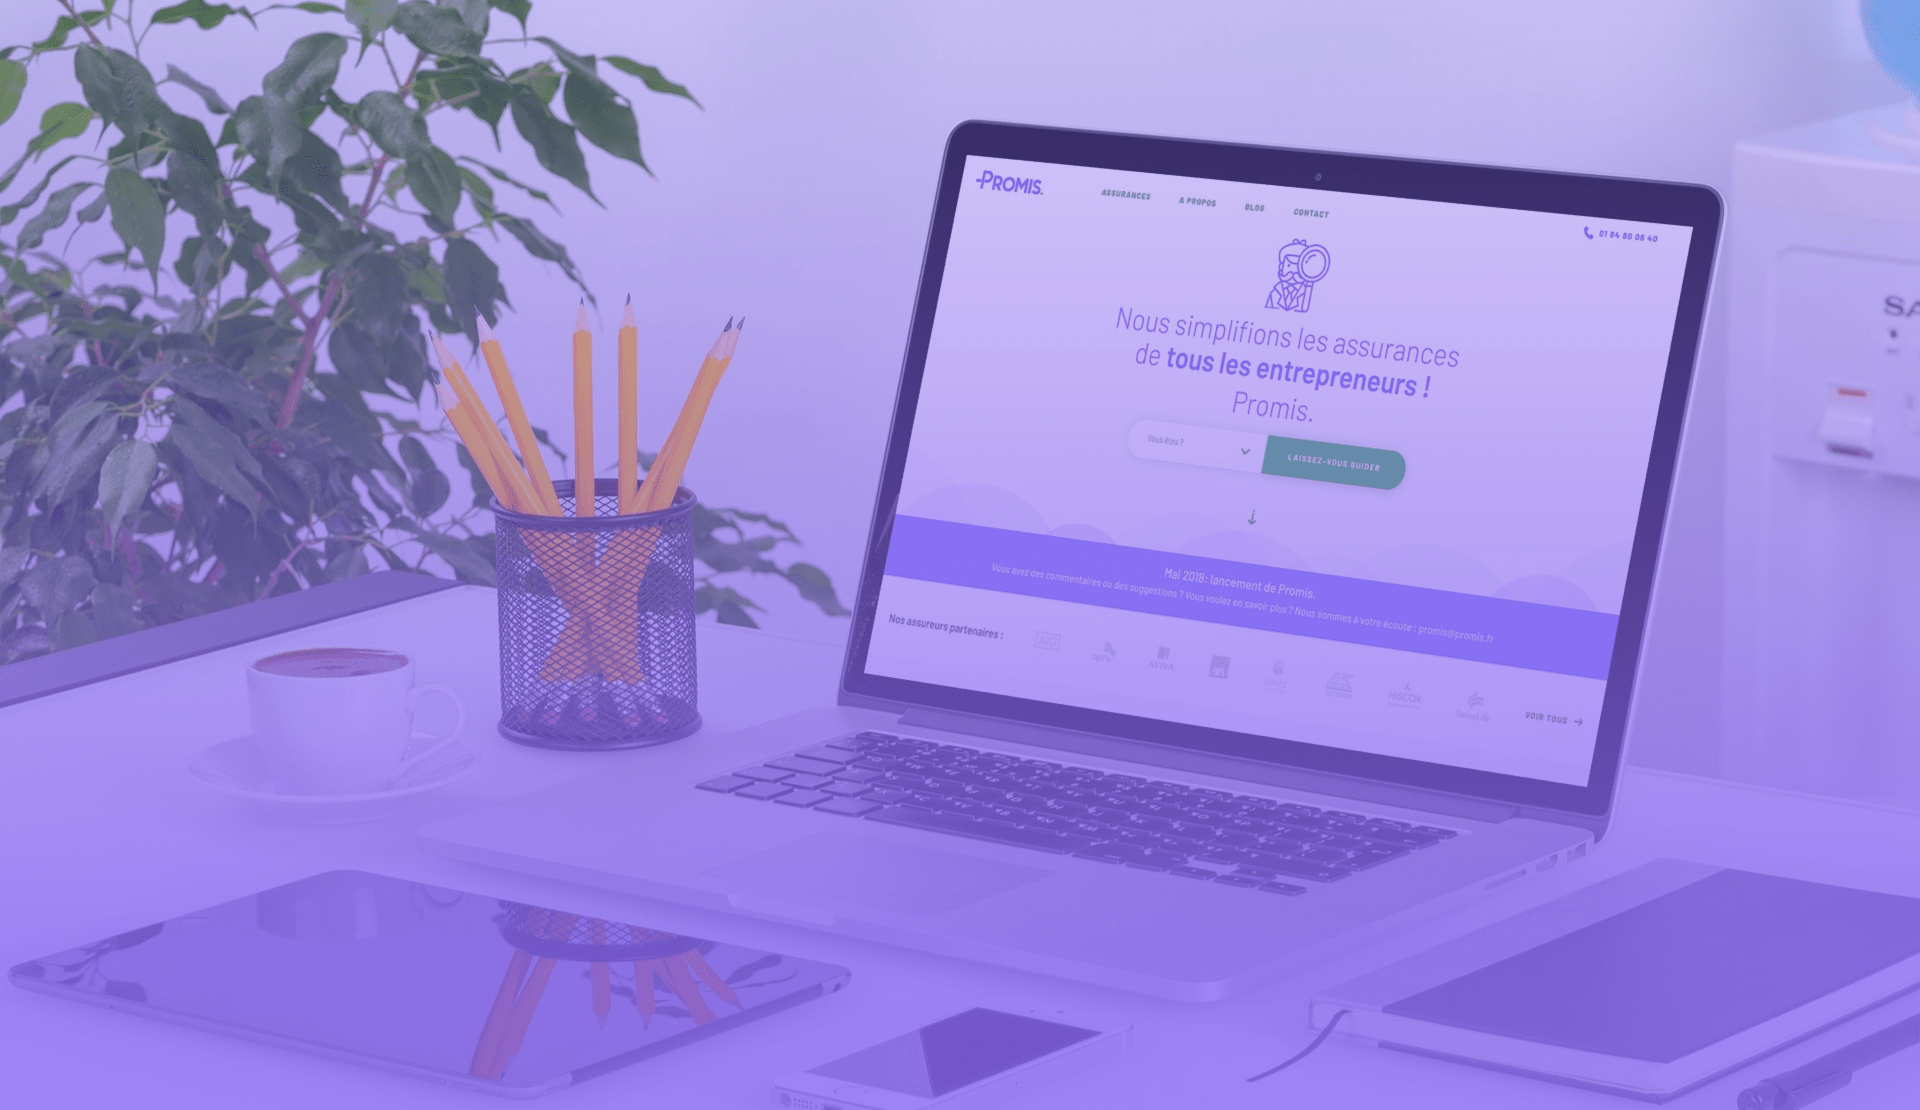 PROMIS.
ASSURANCES
A PROPOS
BLOG
CONTACT
01 84 80 06 40
Nous simplifions les assurances
de tous les entrepreneurs !
Promis.
Vous êtes ?
LAISSEZ-VOUS GUIDER
Mai 2018: lancement de Promis.
Vous avez des commentaires ou des suggestions ? Vous voulez en savoir plus ? Nous sommes à votre écoute : promis@promis.fr
Nos assureurs partenaires :
AIG
april
AVIVA
HISCOX
SwissLife
VOIR TOUS
SA